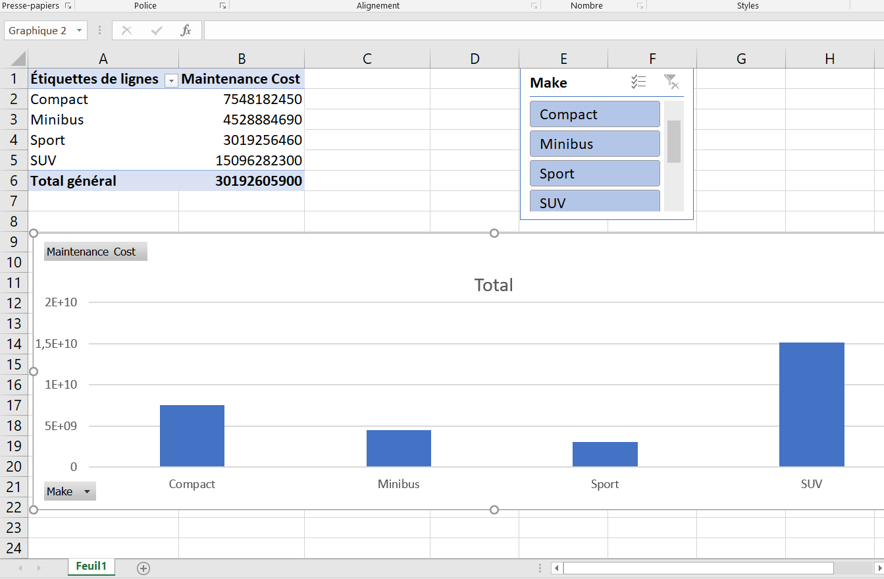 Presse-papiers Police Alignement Nombre Styles
Graphique 2 fx
A B C D E F G H
1 Étiquettes de lignes Maintenance Cost
2 Compact 7548182450
3 Minibus 4528884690
4 Sport 3019256460
5 SUV 15096282300
6 Total général 30192605900
7
8
Make
Compact
Minibus
Sport
SUV
9
10
11
12
13
14
15
16
17
18
19
20
21
22
23
24
Maintenance Cost
Total
2E+10
1,5E+10
1E+10
5E+09
0
Compact Minibus Sport SUV
Make
Feuil1